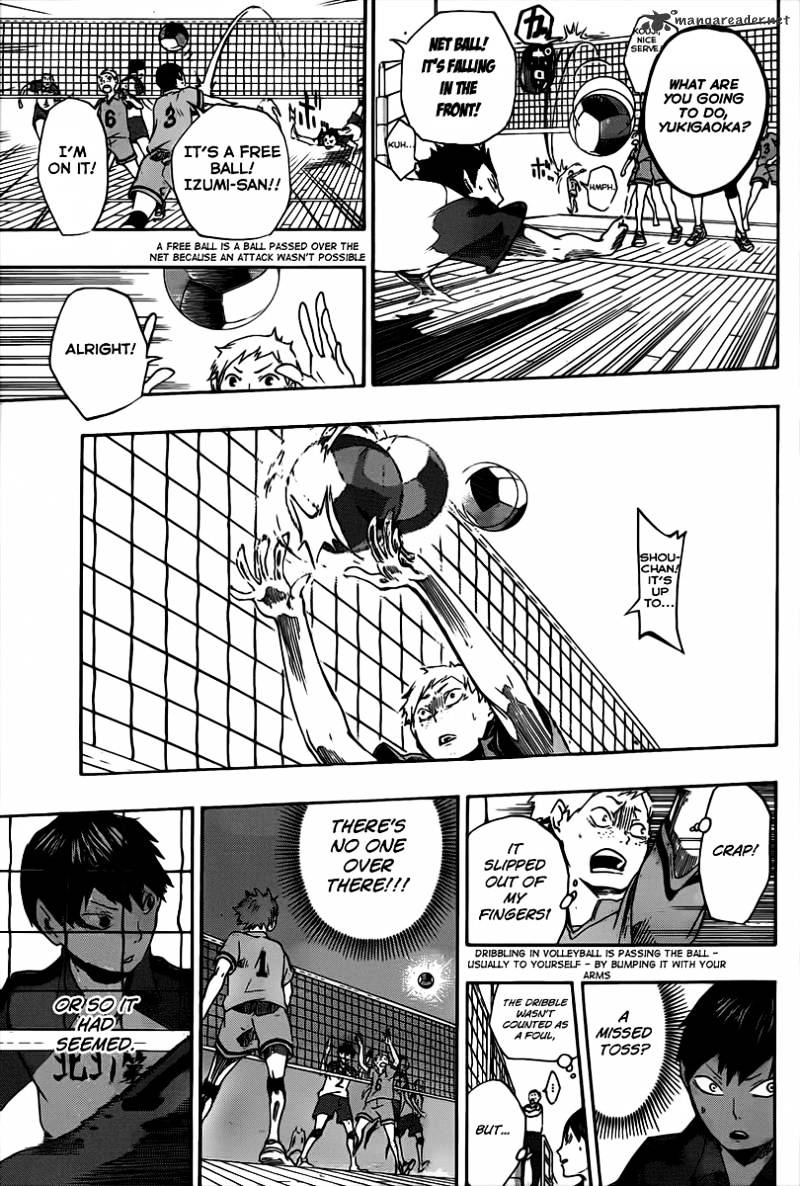 mangareader.net
KOUJI,
NICE
SERVE!
WHAT ARE
YOU GOING
TO DO,
YUKIGAOKA?
NET BALL!
IT'S FALLING
IN THE
FRONT!
KUH...
HMPH.
IT'S A FREE
BALL!
IZUMI-SAN!!
I'M
ON IT!
6
3
A FREE BALL IS A BALL PASSED OVER THE
NET BECAUSE AN ATTACK WASN'T POSSIBLE
ALRIGHT!
SHOU-
CHAN!
IT'S
UP
TO...
CRAP!
IT
SLIPPED
OUT OF
MY
FINGERS!
DRIBBLING IN VOLLEYBALL IS PASSING THE BALL -
USUALLY TO YOURSELF - BY BUMPING IT WITH YOUR
ARMS
A
MISSED
TOSS?
THE DRIBBLE
WASN'T
COUNTED AS
A FOUL,
...
BUT...
THERE'S
NO ONE
OVER
THERE!!!
1
2
OR SO IT
HAD
SEEMED.